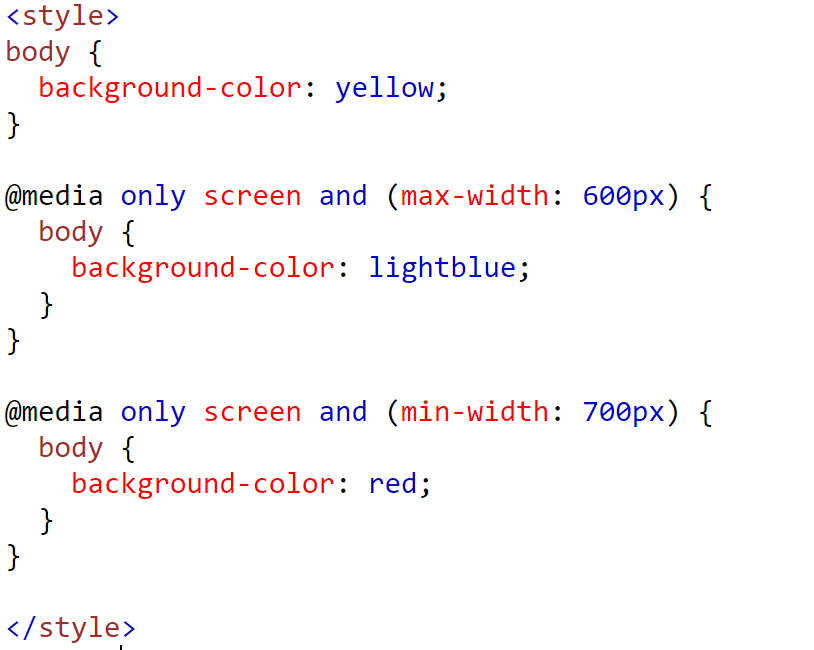 <style>
body {
  background-color: yellow;
}

@media only screen and (max-width: 600px) {
  body {
    background-color: lightblue;
  }
}

@media only screen and (min-width: 700px) {
  body {
    background-color: red;
  }
}

</style>